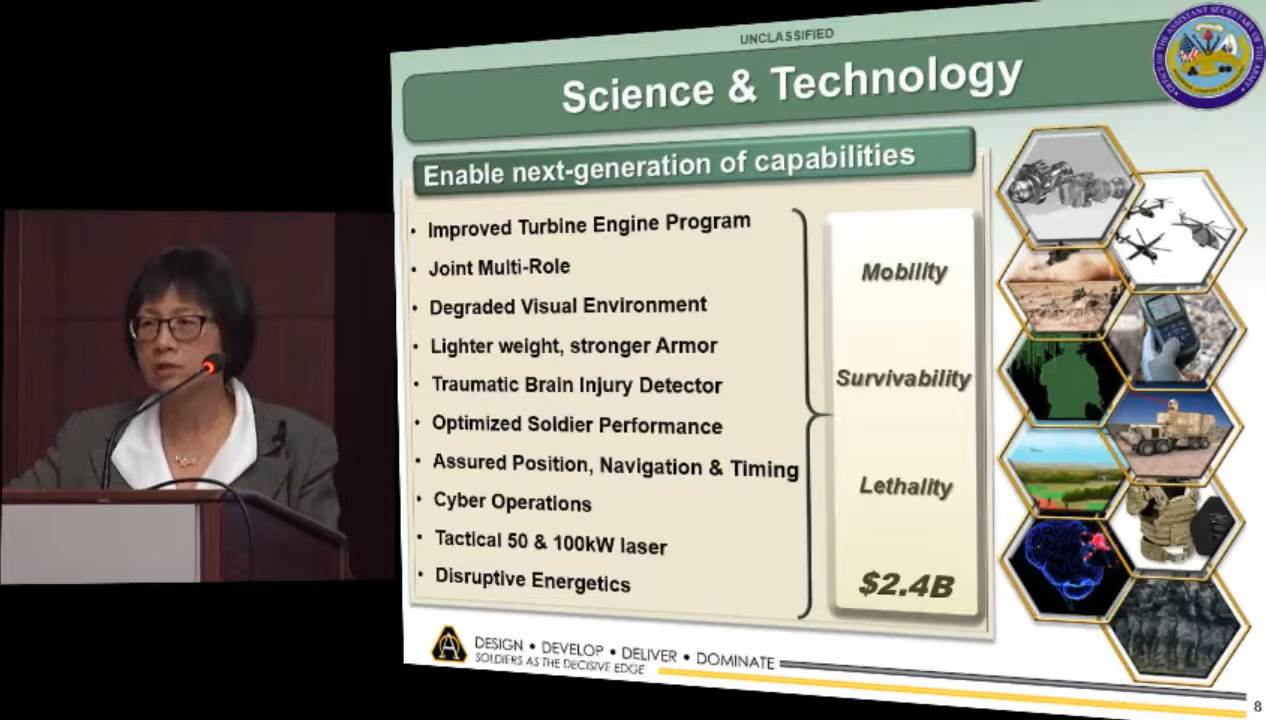 UNCLASSIFIED
Science & Technology
Enable next-generation of capabilities
• Improved Turbine Engine Program
• Joint Multi-Role
• Degraded Visual Environment
• Lighter weight, stronger Armor
• Traumatic Brain Injury Detector
• Optimized Soldier Performance
• Assured Position, Navigation & Timing
• Cyber Operations
• Tactical 50 & 100kW laser
• Disruptive Energetics
Mobility
Survivability
Lethality
$2.4B
DESIGN • DEVELOP • DELIVER • DOMINATE
SOLDIERS AS THE DECISIVE EDGE
8